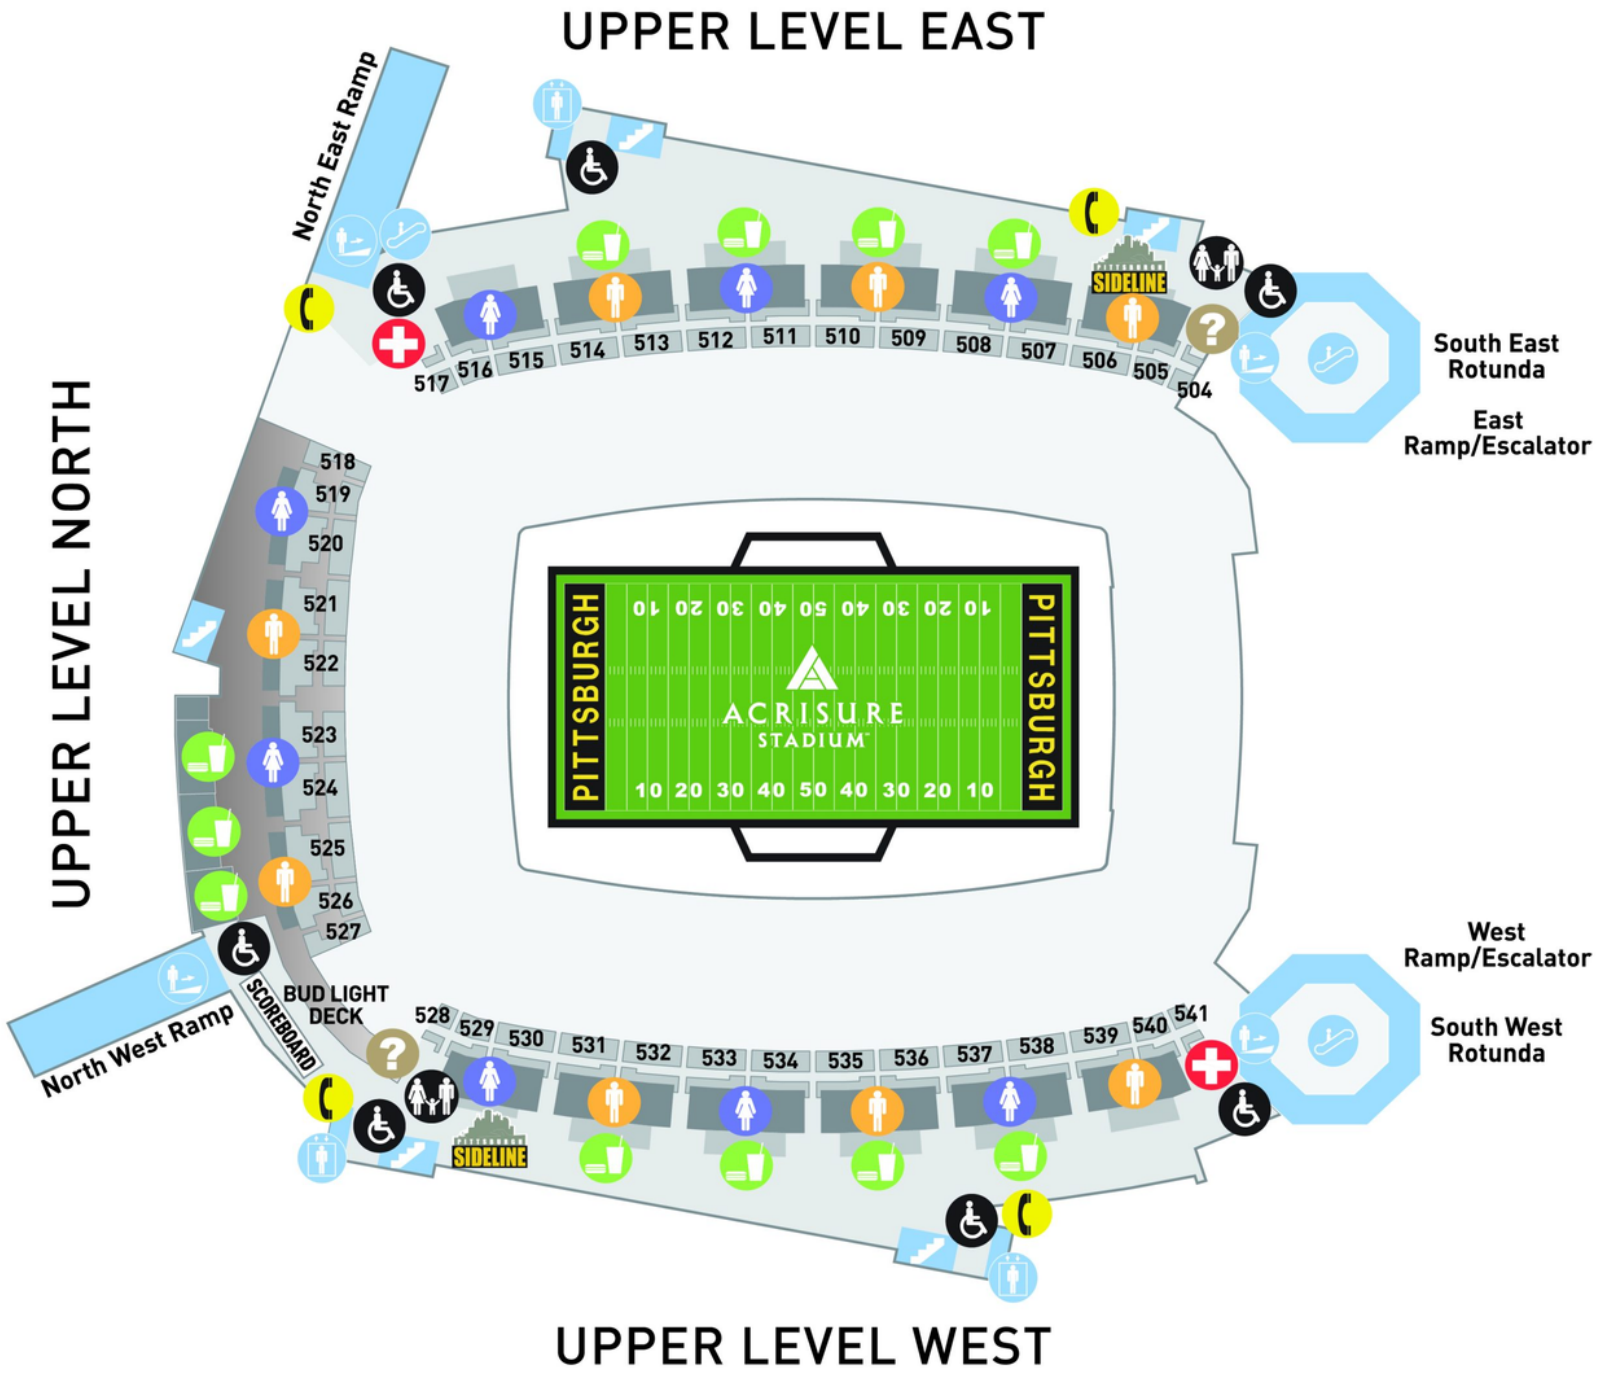 UPPER LEVEL EAST
North East Ramp
PITTSBURGH
SIDELINE
?
517
516
515
514
513
512
511
510
509
508
507
506
505
504
South East
Rotunda
East
Ramp/Escalator
UPPER LEVEL NORTH
518
519
520
521
522
523
524
525
526
527
PITTSBURGH
10 20 30 40 50 40 30 20 10
ACRISURE
STADIUM
10 20 30 40 50 40 30 20 10
PITTSBURGH
West
Ramp/Escalator
South West
Rotunda
North West Ramp
SCOREBOARD
BUD LIGHT
DECK
?
528
529
530
531
532
533
534
535
536
537
538
539
540
541
SIDELINE
UPPER LEVEL WEST